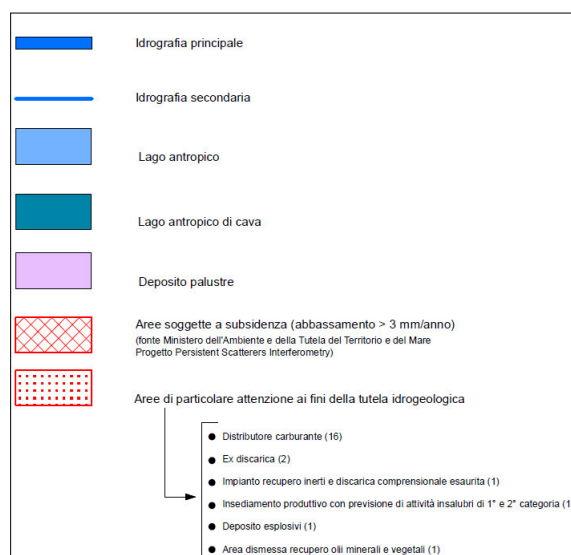 Idrografia principale
Idrografia secondaria
Lago antropico
Lago antropico di cava
Deposito palustre
Aree soggette a subsidenza (abbassamento > 3 mm/anno)
(fonte Ministero dell'Ambiente e della Tutela del Territorio e del Mare
Progetto Persistent Scatterers Interferometry)
Aree di particolare attenzione ai fini della tutela idrogeologica
Distributore carburante (16)
Ex discarica (2)
Impianto recupero inerti e discarica comprensionale esaurita (1)
Insediamento produttivo con previsione di attività insalubri di 1" e 2" categoria (1
Deposito esplosivi (1)
Area dismessa recupero olii minerali e vegetali (1)